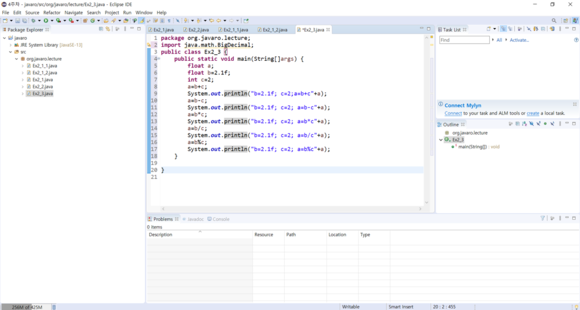 4주차 - javaro/src/org/javaro/lecture/Ex2_3.java - Eclipse IDE
File Edit Source Refactor Navigate Search Project Run Window Help
Package Explorer
javaro
JRE System Library [JavaSE-13]
src
org.javaro.lecture
Ex2_1_1.java
Ex2_1_2.java
Ex2_1.java
Ex2_2.java
Ex2_3.java
Ex2_1.java
Ex2_2.java
Ex2_1_1.java
Ex2_1_2.java
*Ex2_3.java
1 package org.javaro.lecture;
2 import java.math.BigDecimal;
3 public class Ex2_3 {
4 public static void main(String[]args) {
5 float a;
6 float b=2.1f;
7 int c=2;
8 a=b+c;
9 System.out.println("b=2.1f; c=2;a=b+c"+a);
10 a=b-c;
11 System.out.println("b=2.1f; c=2; a=b-c"+a);
12 a=b*c;
13 System.out.println("b=2.1f; c=2; a=b*c"+a);
14 a=b/c;
15 System.out.println("b=2.1f; c=2; a=b/c"+a);
16 a=b%c;
17 System.out.println("b=2.1f; c=2; a=b%c"+a);
18 }
19
20 }
21
Task List
Find
All
Activate...
Connect Mylyn
Connect to your task and ALM tools or create a local task.
Outline
org.javaro.lecture
Ex2_3
main(String[]) : void
Problems
Javadoc
Console
0 items
Description Resource Path Location Type
Writable
Smart Insert
20 : 2 : 455